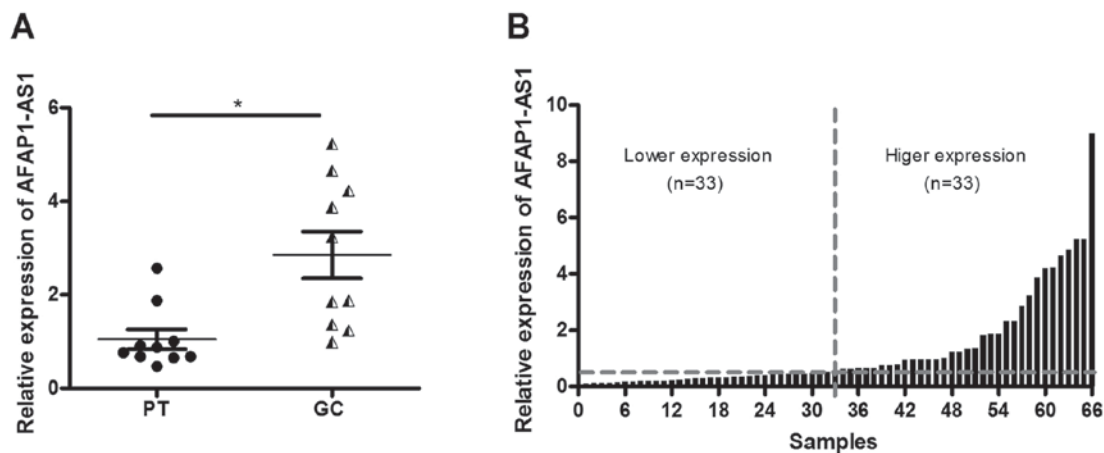 A
Relative expression of AFAP1-AS1
6
4
2
0
*
PT
GC
B
Relative expression of AFAP1-AS1
10
8
6
4
2
0
Lower expression
(n=33)
Higer expression
(n=33)
0 6 12 18 24 30 36 42 48 54 60 66
Samples